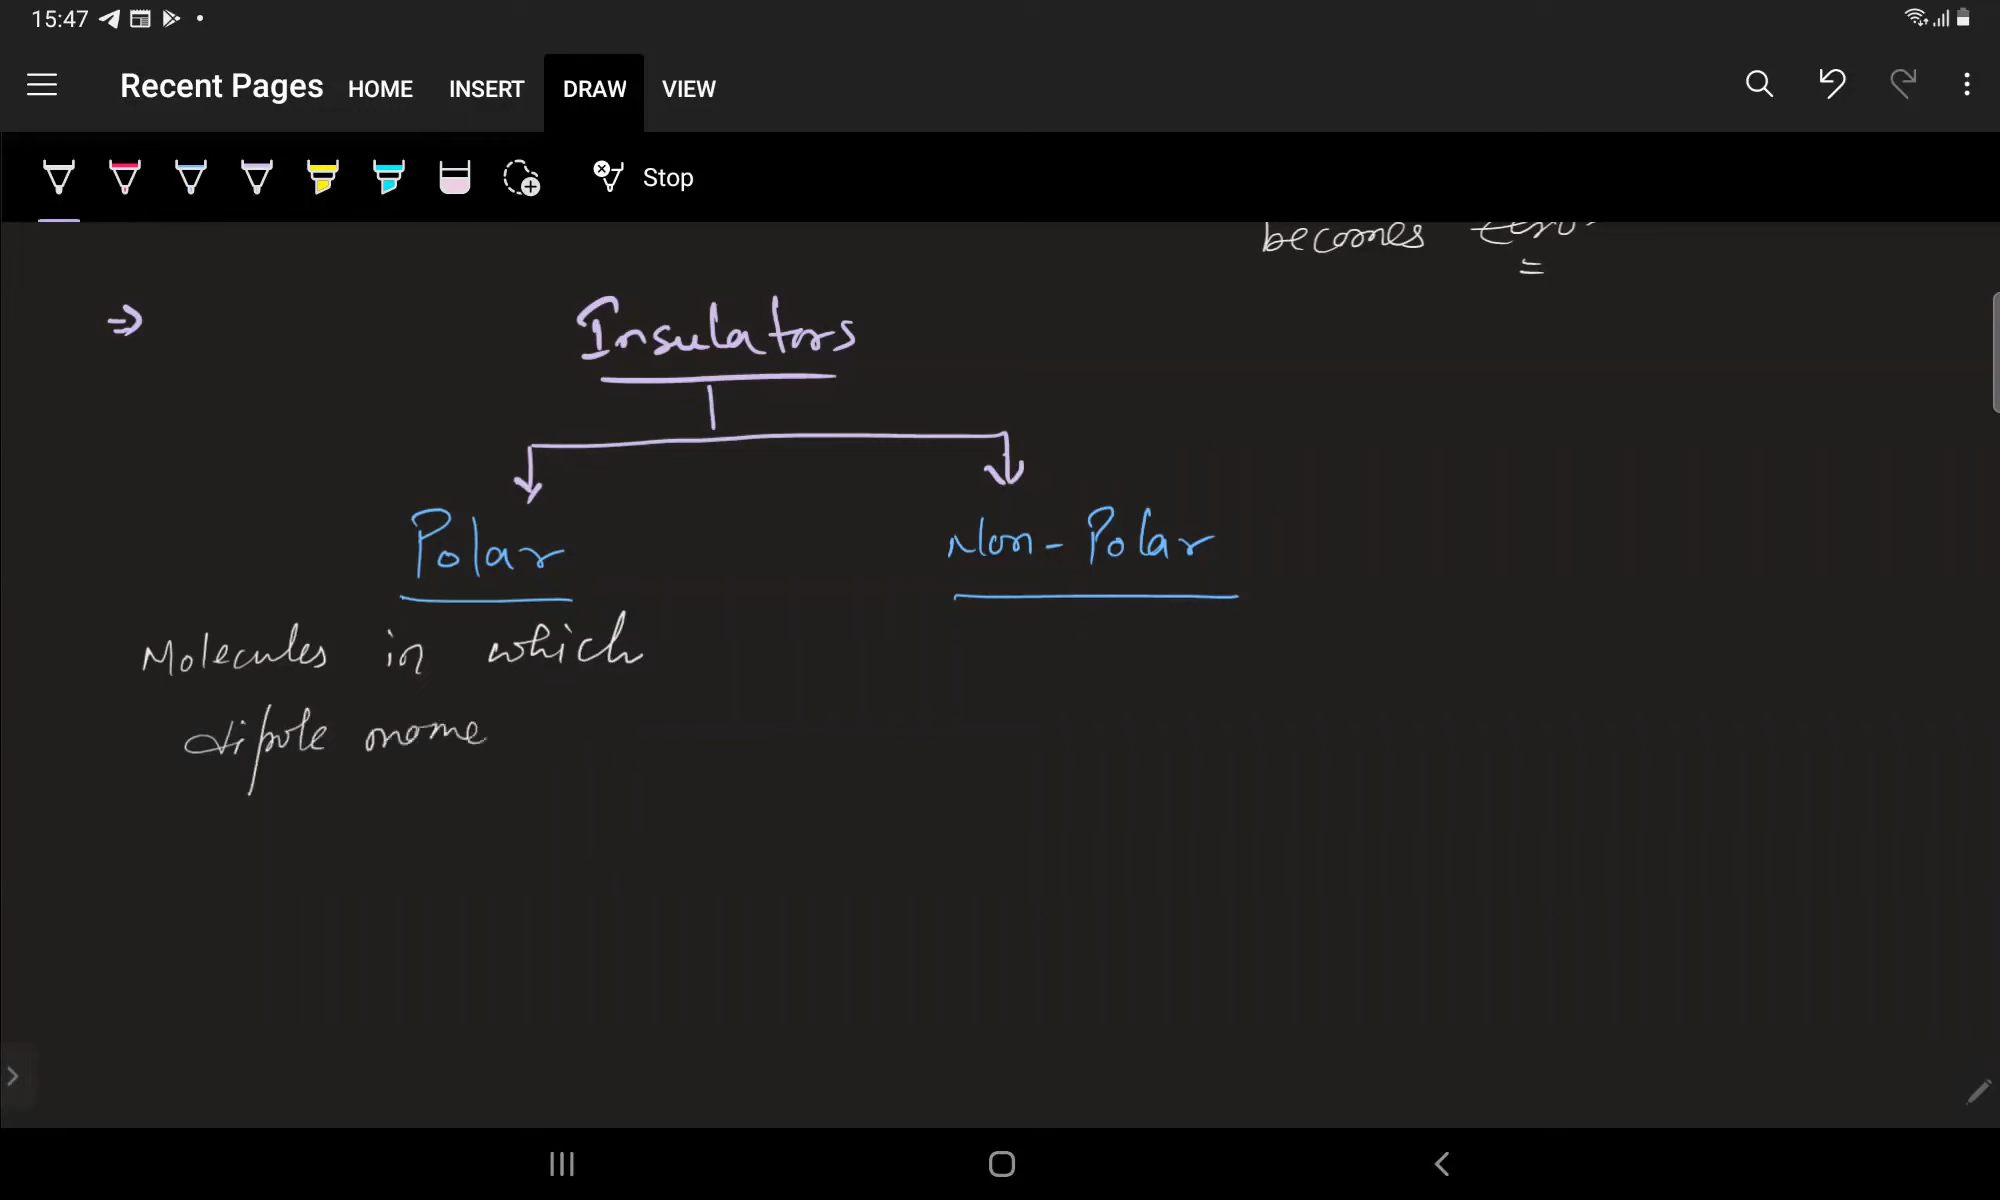 15:47
Recent Pages HOME INSERT DRAW VIEW
Stop
becomes zero
⇒ Insulators
Polar Non-Polar
Molecules in which
dipole mome